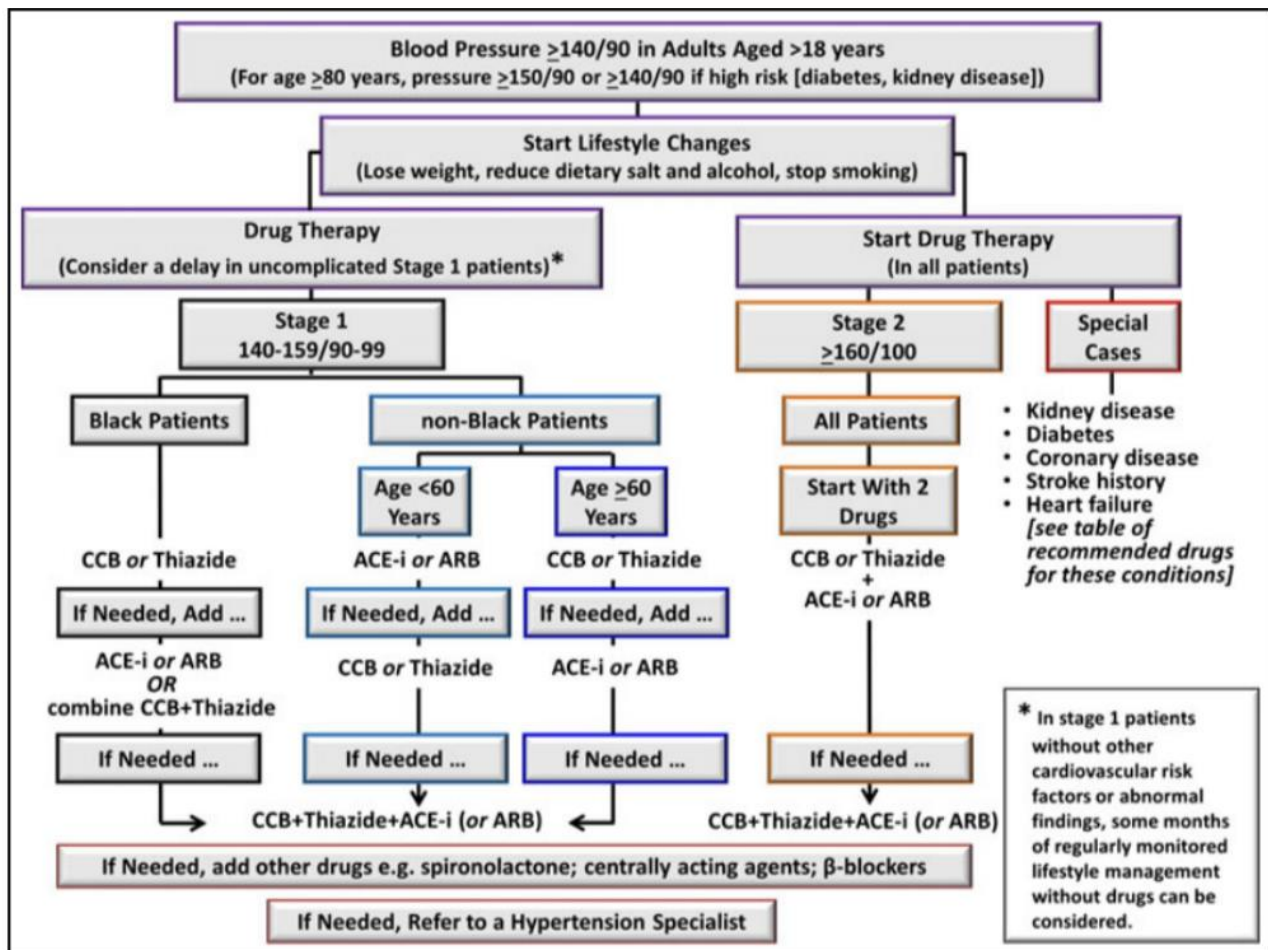 Blood Pressure ≥140/90 in Adults Aged >18 years
(For age ≥80 years, pressure ≥150/90 or ≥140/90 if high risk [diabetes, kidney disease])
Start Lifestyle Changes
(Lose weight, reduce dietary salt and alcohol, stop smoking)
Drug Therapy
(Consider a delay in uncomplicated Stage 1 patients)*
Start Drug Therapy
(In all patients)
Stage 1
140-159/90-99
Black Patients
non-Black Patients
Age <60
Years
Age ≥60
Years
CCB or Thiazide
ACE-i or ARB
CCB or Thiazide
If Needed, Add ...
If Needed, Add ...
If Needed, Add ...
ACE-i or ARB
OR
combine CCB+Thiazide
CCB or Thiazide
ACE-i or ARB
If Needed ...
If Needed ...
If Needed ...
CCB+Thiazide+ACE-i (or ARB)
Stage 2
≥160/100
All Patients
Start With 2
Drugs
CCB or Thiazide
+
ACE-i or ARB
If Needed ...
CCB+Thiazide+ACE-i (or ARB)
Special
Cases
• Kidney disease
• Diabetes
• Coronary disease
• Stroke history
• Heart failure
[see table of
recommended drugs
for these conditions]
* In stage 1 patients
without other
cardiovascular risk
factors or abnormal
findings, some months
of regularly monitored
lifestyle management
without drugs can be
considered.
If Needed, add other drugs e.g. spironolactone; centrally acting agents; β-blockers
If Needed, Refer to a Hypertension Specialist